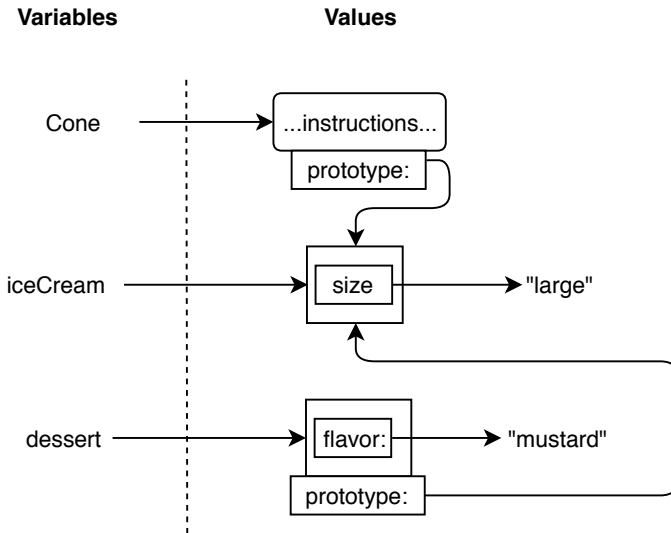 Variables Values
Cone ...instructions...
prototype:
iceCream size "large"
dessert flavor: "mustard"
prototype: